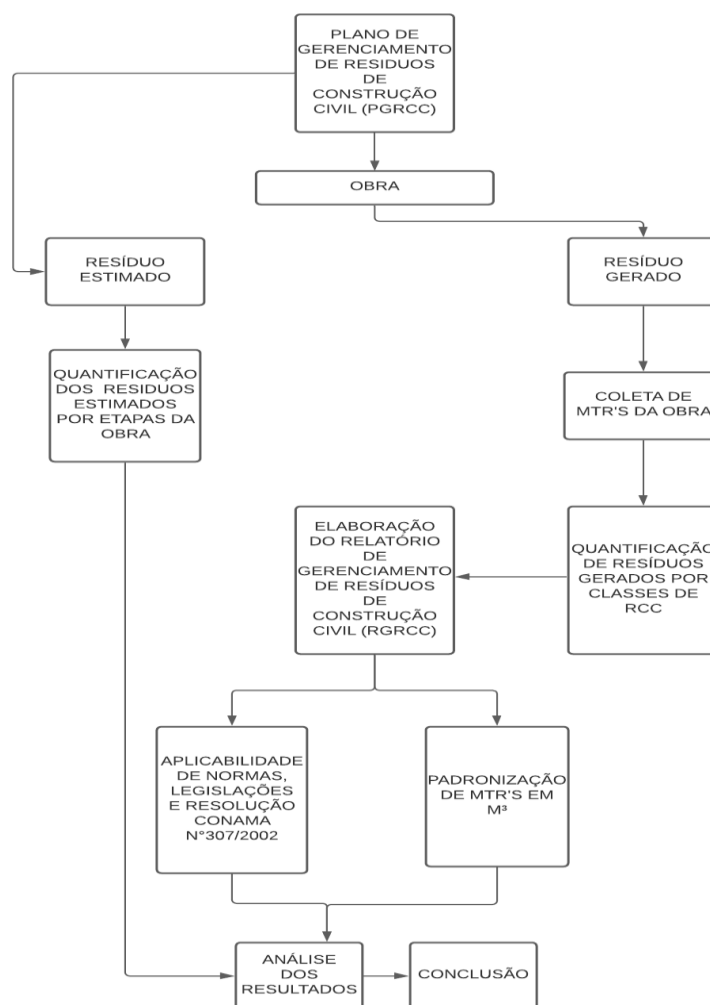 PLANO DE
GERENCIAMENTO
DE RESIDUOS
DE
CONSTRUÇÃO
CIVIL (PGRCC)
OBRA
RESÍDUO
ESTIMADO
RESÍDUO
GERADO
QUANTIFICAÇÃO
DOS RESIDUOS
ESTIMADOS
POR ETAPAS DA
OBRA
COLETA DE
MTR'S DA OBRA
ELABORAÇÃO
DO RELATÓRIO
DE
GERENCIAMENTO
DE RESÍDUOS
DE
CONSTRUÇÃO
CIVIL (RGRCC)
QUANTIFICAÇÃO
DE RESÍDUOS
GERADOS POR
CLASSES DE
RCC
APLICABILIDADE
DE NORMAS,
LEGISLAÇÕES
E RESOLUÇÃO
CONAMA
N°307/2002
PADRONIZAÇÃO
DE MTR'S EM
M³
ANÁLISE
DOS
RESULTADOS
CONCLUSÃO